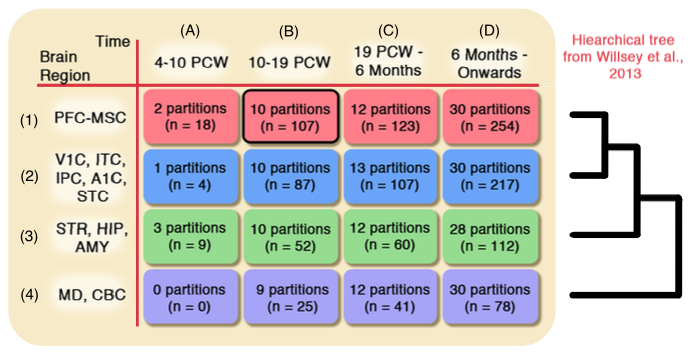 (A) (B) (C) (D)
Time
Brain
Region
4-10 PCW
10-19 PCW
19 PCW -
6 Months
6 Months -
Onwards
Hiearchical tree
from Willsey et al.,
2013
(1)
PFC-MSC
2 partitions
(n = 18)
10 partitions
(n = 107)
12 partitions
(n = 123)
30 partitions
(n = 254)
(2)
V1C, ITC,
IPC, A1C,
STC
1 partitions
(n = 4)
10 partitions
(n = 87)
13 partitions
(n = 107)
30 partitions
(n = 217)
(3)
STR, HIP,
AMY
3 partitions
(n = 9)
10 partitions
(n = 52)
12 partitions
(n = 60)
28 partitions
(n = 112)
(4)
MD, CBC
0 partitions
(n = 0)
9 partitions
(n = 25)
12 partitions
(n = 41)
30 partitions
(n = 78)